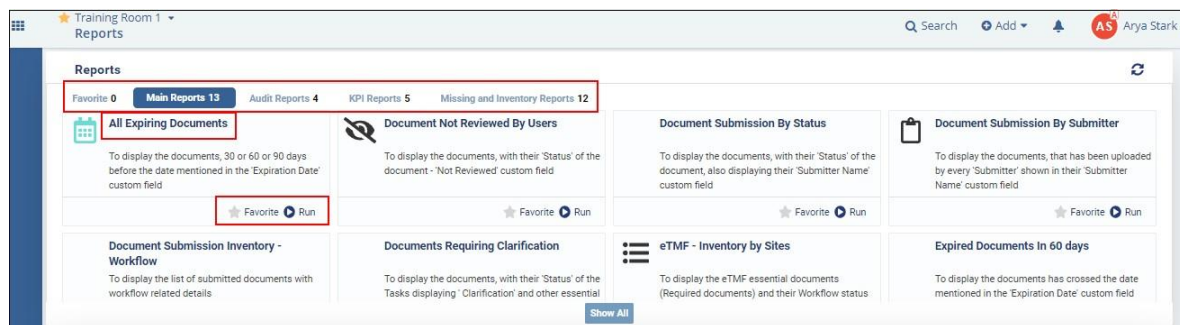 Training Room 1
Reports
Search
Add
AS
A
Arya Stark
Reports
Favorite 0
Main Reports 13
Audit Reports 4
KPI Reports 5
Missing and Inventory Reports 12
All Expiring Documents
To display the documents, 30 or 60 or 90 days
before the date mentioned in the 'Expiration Date'
custom field
Favorite Run
Document Not Reviewed By Users
To display the documents, with their 'Status' of the
document - 'Not Reviewed' custom field
Favorite Run
Document Submission By Status
To display the documents, with their 'Status' of the
document, also displaying their 'Submitter Name'
custom field
Favorite Run
Document Submission By Submitter
To display the documents, that has been uploaded
by every 'Submitter' shown in their 'Submitter
Name' custom field
Favorite Run
Document Submission Inventory -
Workflow
To display the list of submitted documents with
workflow related details
Documents Requiring Clarification
To display the documents, with their 'Status' of the
Tasks displaying ' Clarification' and other essential
eTMF - Inventory by Sites
To display the eTMF essential documents
(Required documents) and their Workflow status
Expired Documents In 60 days
To display the documents has crossed the date
mentioned in the 'Expiration Date' custom field
Show All